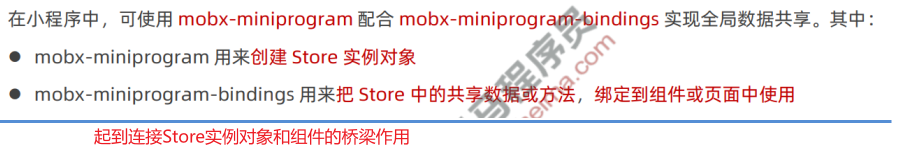 在小程序中，可使用 mobx-miniprogram 配合 mobx-miniprogram-bindings 实现全局数据共享。其中：
● mobx-miniprogram 用来创建 Store 实例对象
● mobx-miniprogram-bindings 用来把 Store 中的共享数据或方法，绑定到组件或页面中使用
起到连接Store实例对象和组件的桥梁作用
马程序员